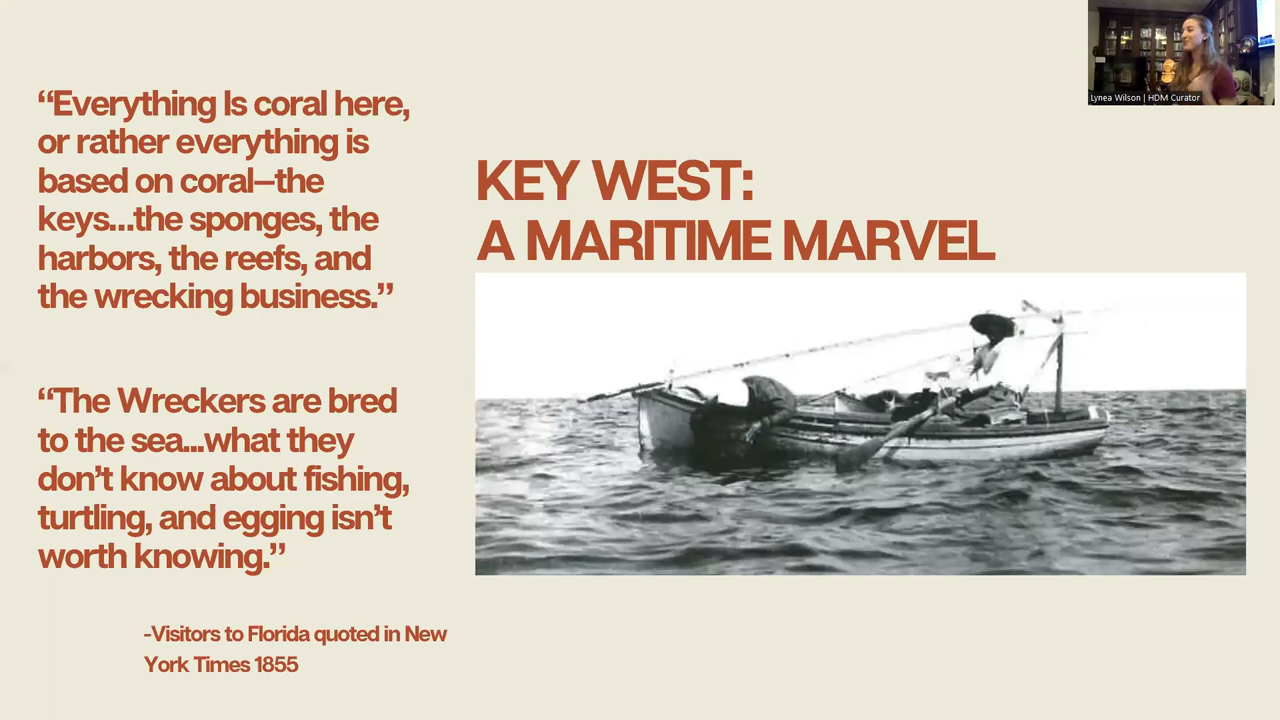 “Everything Is coral here,
or rather everything is
based on coral—the
keys...the sponges, the
harbors, the reefs, and
the wrecking business.”
“The Wreckers are bred
to the sea...what they
don’t know about fishing,
turtling, and egging isn’t
worth knowing.”
-Visitors to Florida quoted in New
York Times 1855
KEY WEST:
A MARITIME MARVEL
Lynea Wilson | HDM Curator